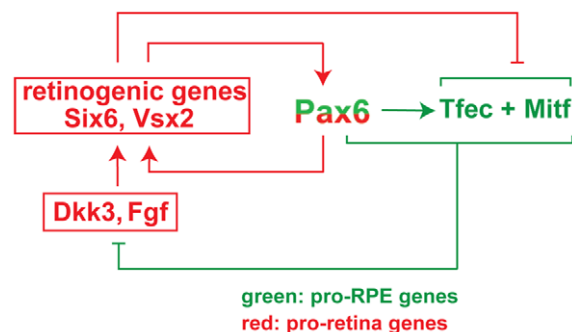 retinogenic genes
Six6, Vsx2
Pax6
Tfec + Mitf
Dkk3, Fgf
green: pro-RPE genes
red: pro-retina genes